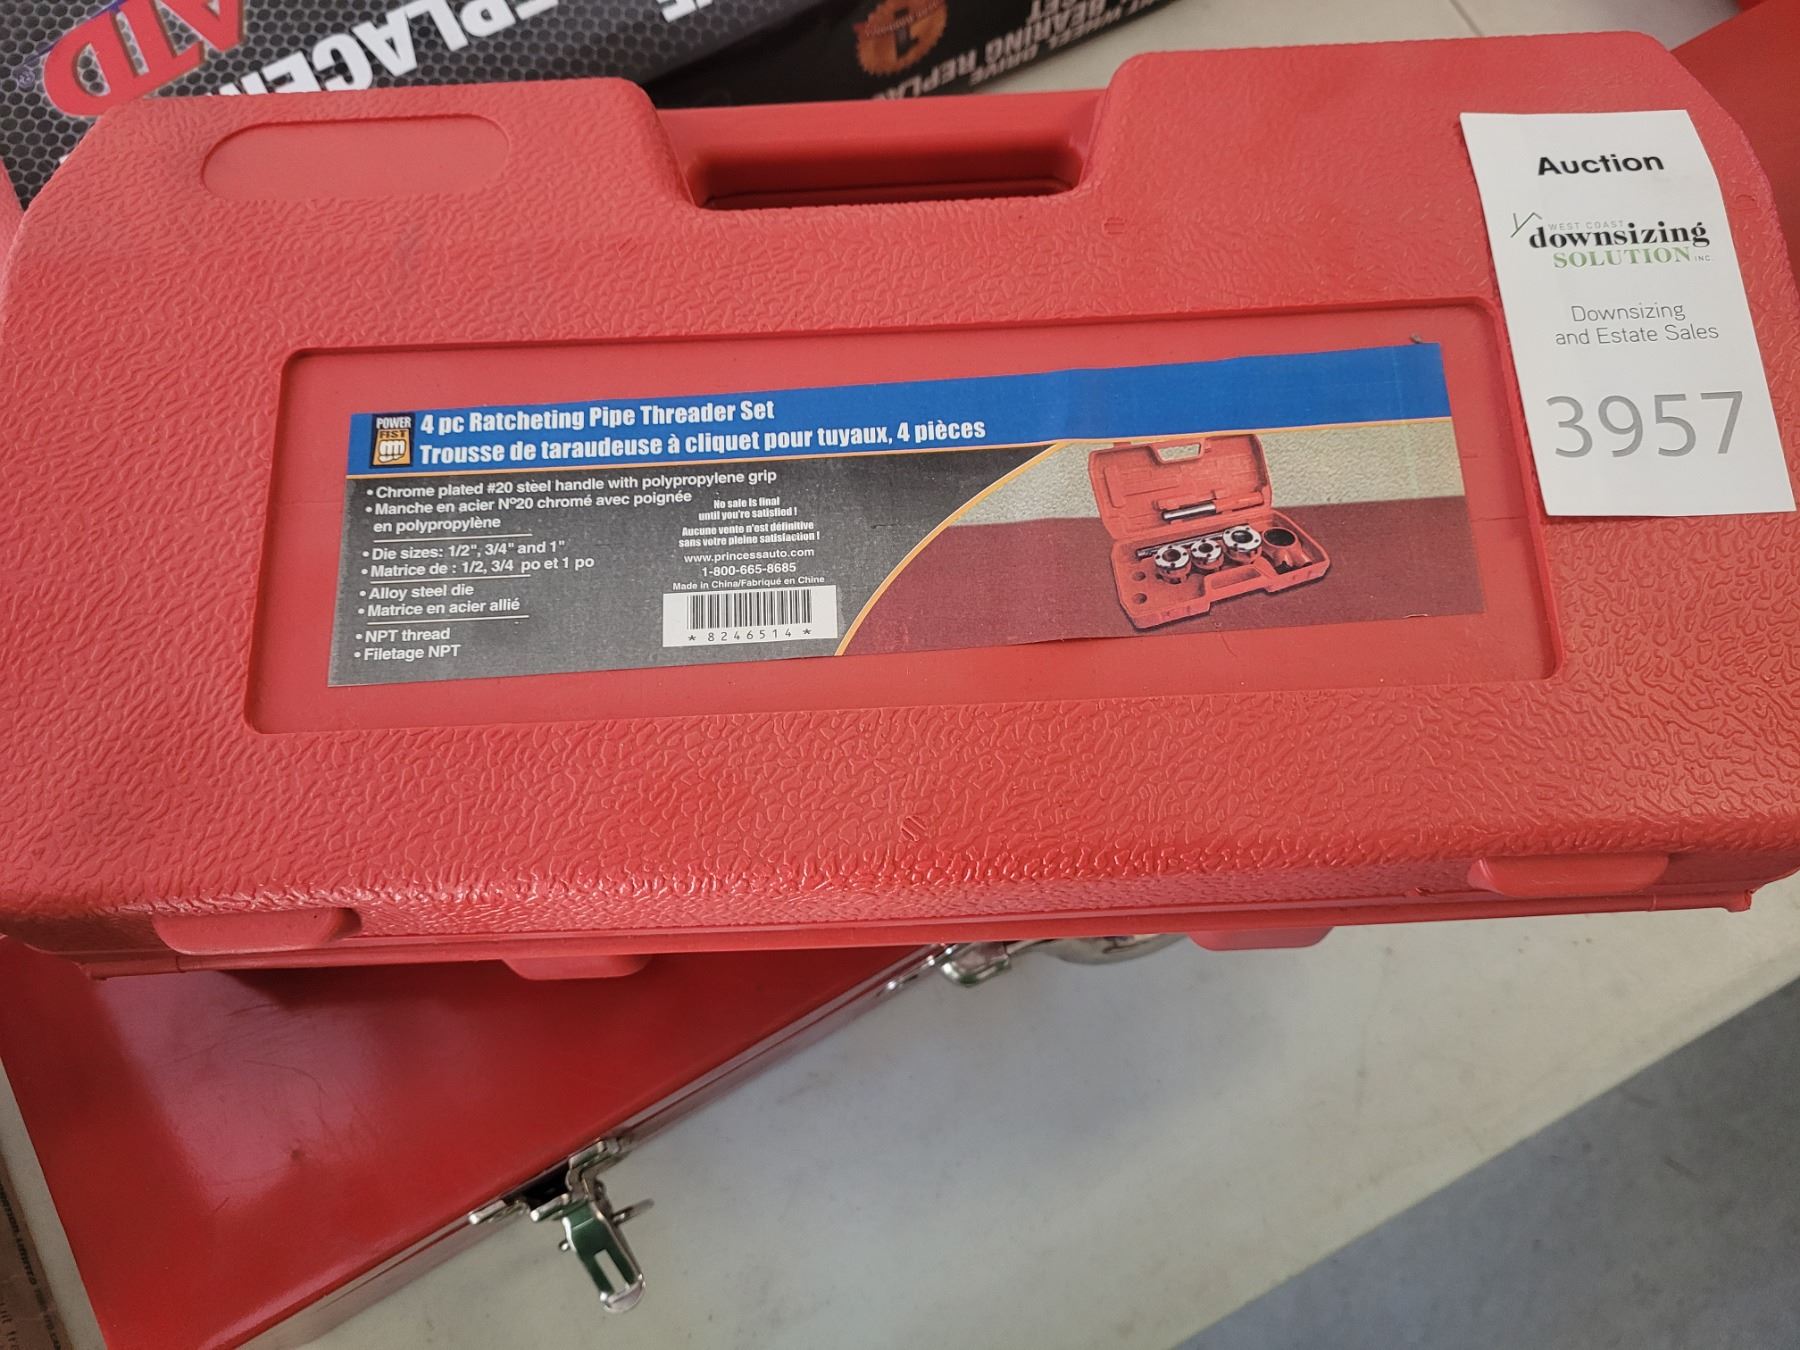 ATD
Auction
WEST COAST
downsizing
SOLUTION INC.
Downsizing
and Estate Sales
3957
POWER
FIST
4 pc Ratcheting Pipe Threader Set
Trousse de taraudeuse à cliquet pour tuyaux, 4 pièces
• Chrome plated #20 steel handle with polypropylene grip
• Manche en acier Nº20 chromé avec poignée
en polypropylène
• Die sizes: 1/2", 3/4" and 1"
• Matrice de : 1/2, 3/4 po et 1 po
• Alloy steel die
• Matrice en acier allié
• NPT thread
• Filetage NPT
No sale is final
until you're satisfied !
Aucune vente n'est définitive
sans votre pleine satisfaction !
www.princessauto.com
1-800-665-8685
Made in China/Fabriqué en Chine
* 8246514 *